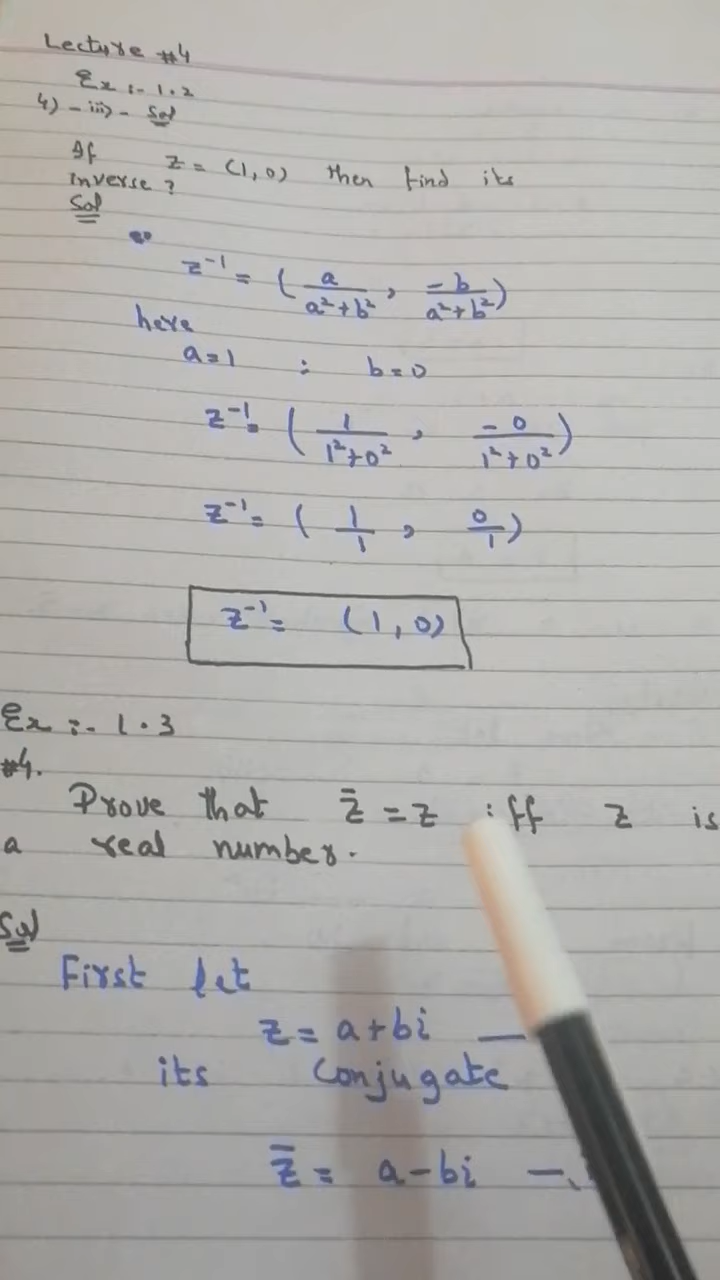 Lecture #4
Ex :- 1.2
4) - iii) - Sol
If z = (1,0) then find its
inverse ?
Sol
z⁻¹ = ( a/(a²+b²) , -b/(a²+b²) )
here
a=1 : b=0
z⁻¹= ( 1/(1²+0²) , -0/(1²+0²) )
z⁻¹= ( 1/1 , 0/1 )
z⁻¹= (1,0)
Ex :- 1.3
#4.
Prove that z̄ = z iff z is
a real number.
Sol
First let
z = a+bi —
its conjugate
z̄ = a-bi —